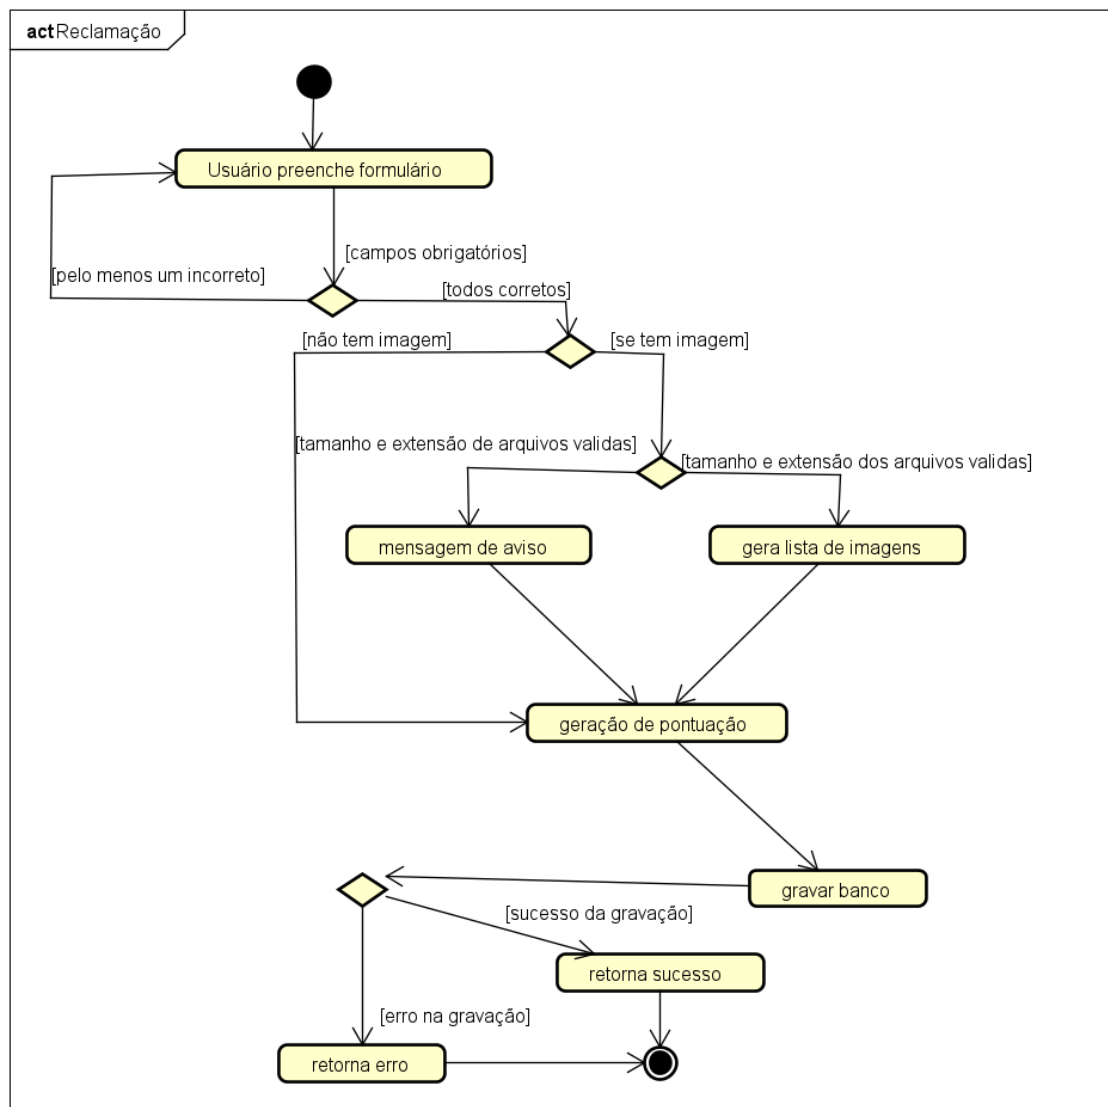 actReclamação
Usuário preenche formulário
[campos obrigatórios]
[pelo menos um incorreto]
[todos corretos]
[não tem imagem]
[se tem imagem]
[tamanho e extensão de arquivos validas]
[tamanho e extensão dos arquivos validas]
mensagem de aviso
gera lista de imagens
geração de pontuação
gravar banco
[sucesso da gravação]
retorna sucesso
[erro na gravação]
retorna erro